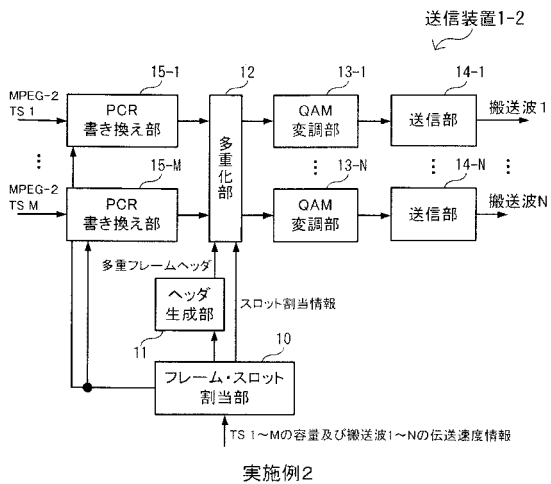 送信装置1-2
15-1
12
13-1
14-1
MPEG-2
TS 1
PCR
書き換え部
多重化部
QAM
変調部
送信部
搬送波1
⋮
15-M
⋮
13-N
⋮
14-N
⋮
MPEG-2
TS M
PCR
書き換え部
QAM
変調部
送信部
搬送波N
多重フレームヘッダ
ヘッダ
生成部
スロット割当情報
11
10
フレーム・スロット
割当部
TS 1～Mの容量及び搬送波1～Nの伝送速度情報
実施例2